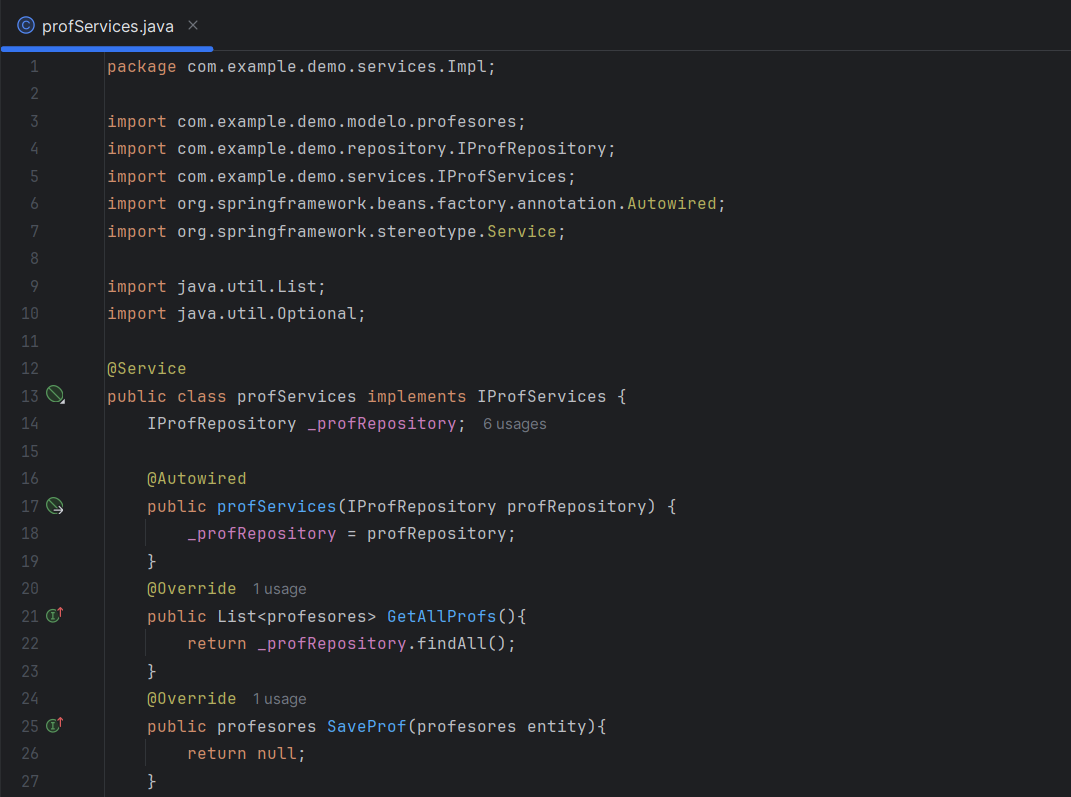 profServices.java
1 package com.example.demo.services.Impl;
2
3 import com.example.demo.modelo.profesores;
4 import com.example.demo.repository.IProfRepository;
5 import com.example.demo.services.IProfServices;
6 import org.springframework.beans.factory.annotation.Autowired;
7 import org.springframework.stereotype.Service;
8
9 import java.util.List;
10 import java.util.Optional;
11
12 @Service
13 public class profServices implements IProfServices {
14     IProfRepository _profRepository; 6 usages
15
16     @Autowired
17     public profServices(IProfRepository profRepository) {
18         _profRepository = profRepository;
19     }
20     @Override 1 usage
21     public List<profesores> GetAllProfs(){
22         return _profRepository.findAll();
23     }
24     @Override 1 usage
25     public profesores SaveProf(profesores entity){
26         return null;
27     }